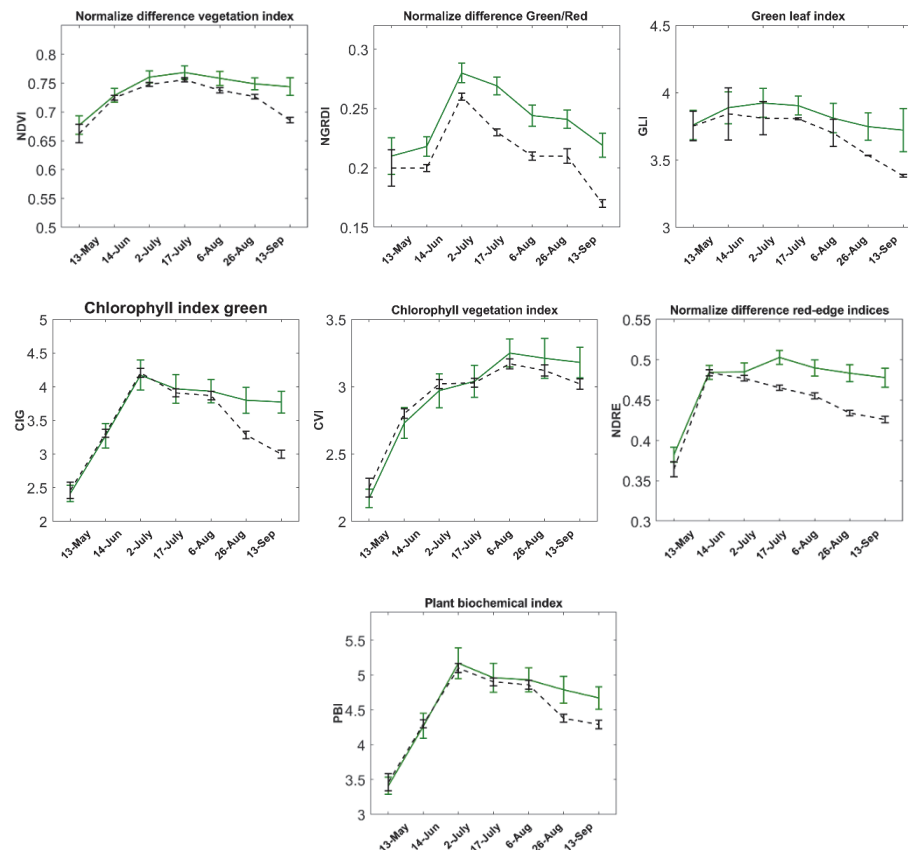 Normalize difference vegetation index
0.8
0.75
0.7
0.65
0.6
0.55
0.5
NDVI
13-May
14-Jun
2-July
17-July
6-Aug
26-Aug
13-Sep
Normalize difference Green/Red
0.3
0.25
0.2
0.15
NGRDI
13-May
14-Jun
2-July
17-July
6-Aug
26-Aug
13-Sep
Green leaf index
4.5
4
3.5
3
GLI
13-May
14-Jun
2-July
17-July
6-Aug
26-Aug
13-Sep
Chlorophyll index green
5
4.5
4
3.5
3
2.5
2
CIG
13-May
14-Jun
2-July
17-July
6-Aug
26-Aug
13-Sep
Chlorophyll vegetation index
3.5
3
2.5
2
CVI
13-May
14-Jun
2-July
17-July
6-Aug
26-Aug
13-Sep
Normalize difference red-edge indices
0.55
0.5
0.45
0.4
0.35
0.3
NDRE
13-May
14-Jun
2-July
17-July
6-Aug
26-Aug
13-Sep
Plant biochemical index
5.5
5
4.5
4
3.5
3
PBI
13-May
14-Jun
2-July
17-July
6-Aug
26-Aug
13-Sep